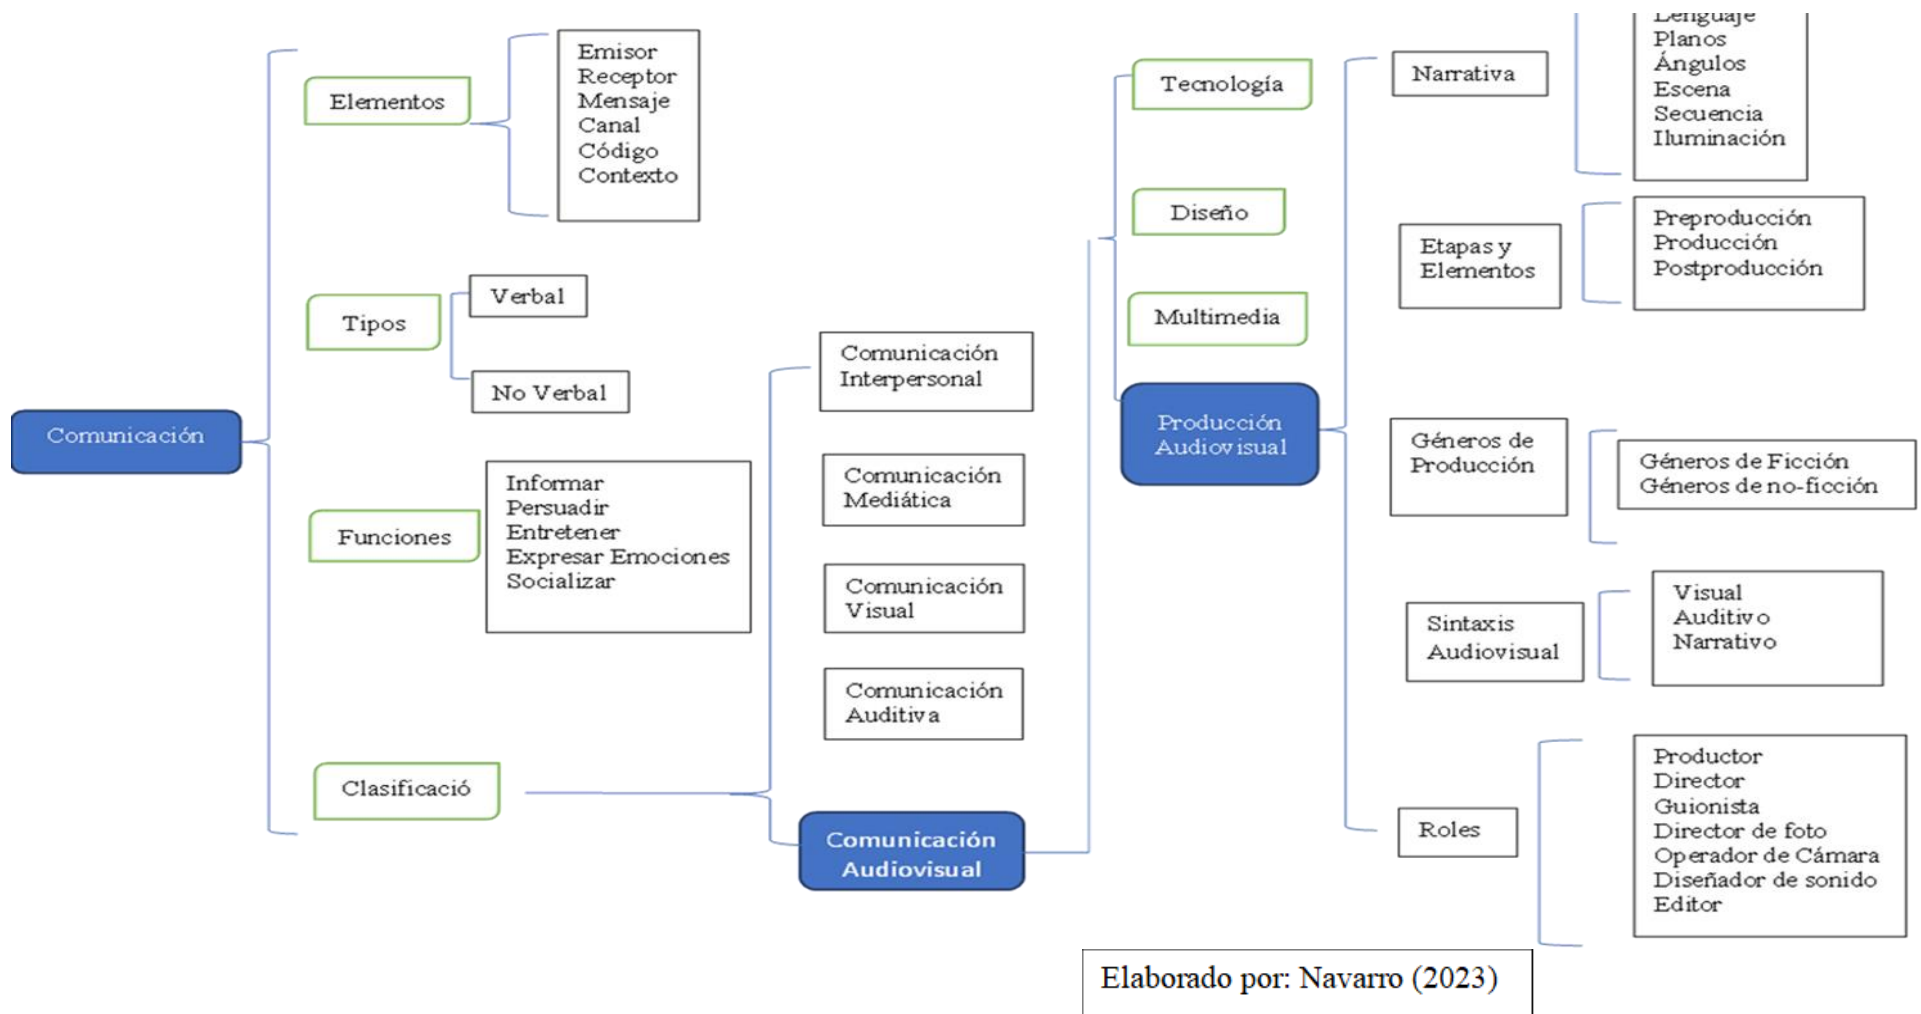 Comunicación
Elementos
Emisor
Receptor
Mensaje
Canal
Código
Contexto
Tipos
Verbal
No Verbal
Funciones
Informar
Persuadir
Entretener
Expresar Emociones
Socializar
Clasificació
Comunicación
Interpersonal
Comunicación
Mediática
Comunicación
Visual
Comunicación
Auditiva
Comunicación
Audiovisual
Tecnología
Diseño
Multimedia
Producción
Audiovisual
Narrativa
Lenguaje
Planos
Ángulos
Escena
Secuencia
Iluminación
Etapas y
Elementos
Preproducción
Producción
Postproducción
Géneros de
Producción
Géneros de Ficción
Géneros de no-ficción
Sintaxis
Audiovisual
Visual
Auditivo
Narrativo
Roles
Productor
Director
Guionista
Director de foto
Operador de Cámara
Diseñador de sonido
Editor
Elaborado por: Navarro (2023)